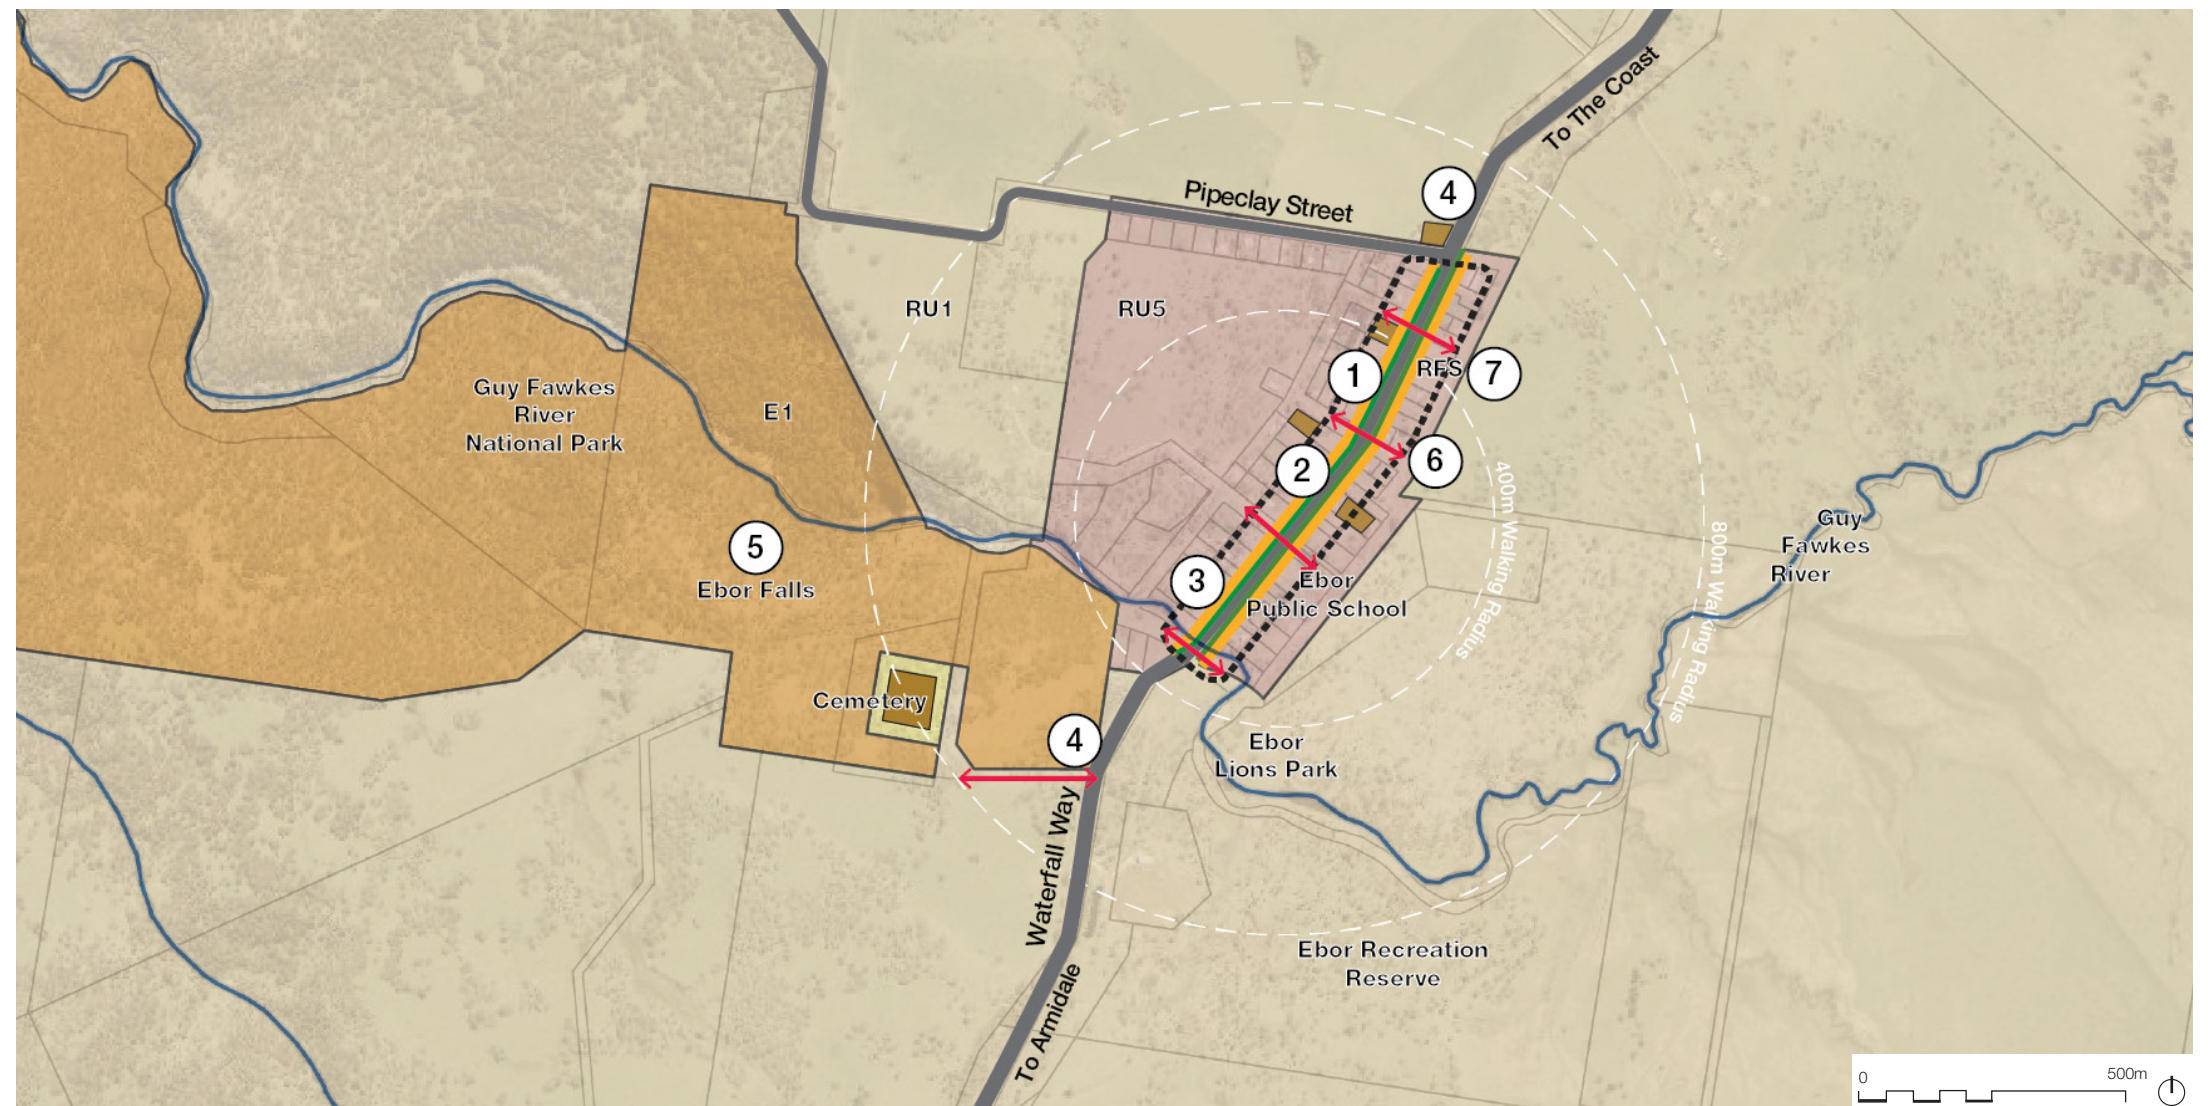 To The Coast
4
Pipeclay Street
RU1
RU5
RFS
7
1
Guy Fawkes
River
National Park
E1
6
2
400m Walking Radius
800m Walking Radius
Guy
Fawkes
River
5
Ebor Falls
3
Ebor
Public School
Cemetery
4
Ebor
Lions Park
Waterfall Way
Ebor Recreation
Reserve
To Armidale
0
500m